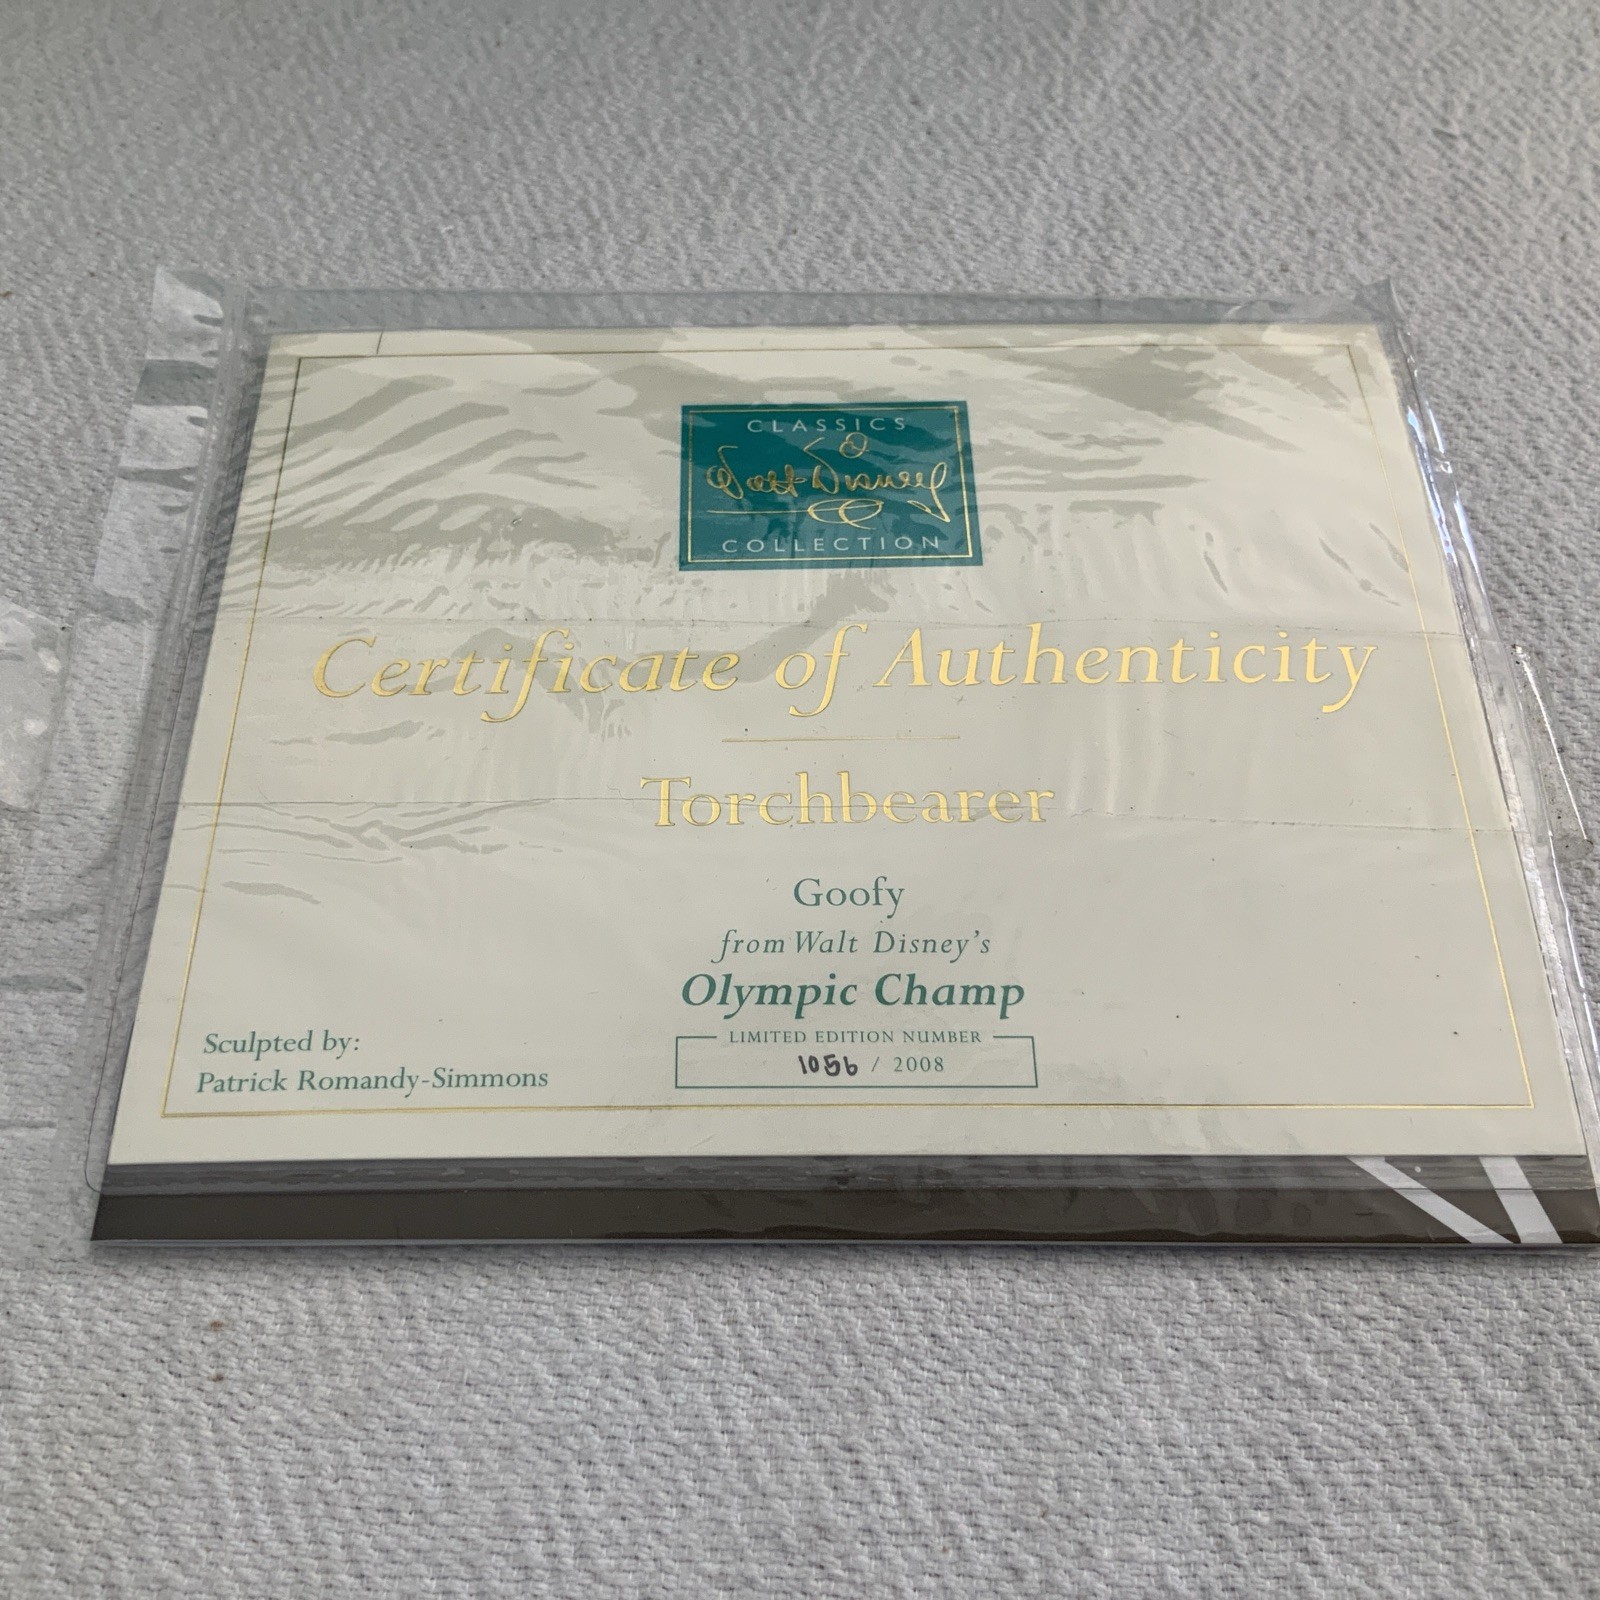 CLASSICS
Walt Disney
COLLECTION
Certificate of Authenticity
Torchbearer
Goofy
from Walt Disney's
Olympic Champ
LIMITED EDITION NUMBER
1056 / 2008
Sculpted by:
Patrick Romandy-Simmons